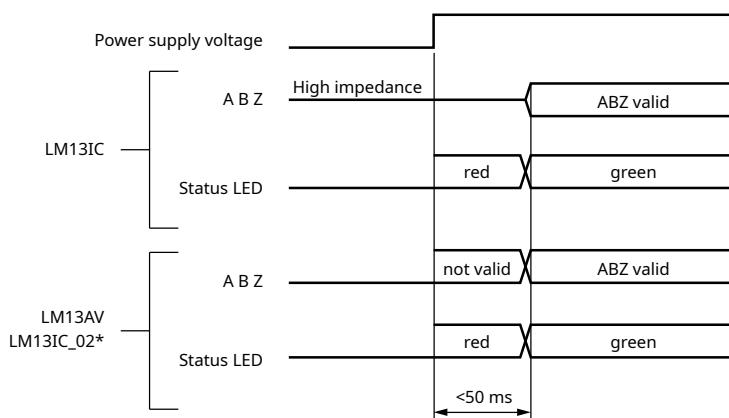 Power supply voltage
A B Z
High impedance
ABZ valid
LM13IC
Status LED
red
green
A B Z
not valid
ABZ valid
LM13AV
LM13IC_02*
Status LED
red
green
<50 ms